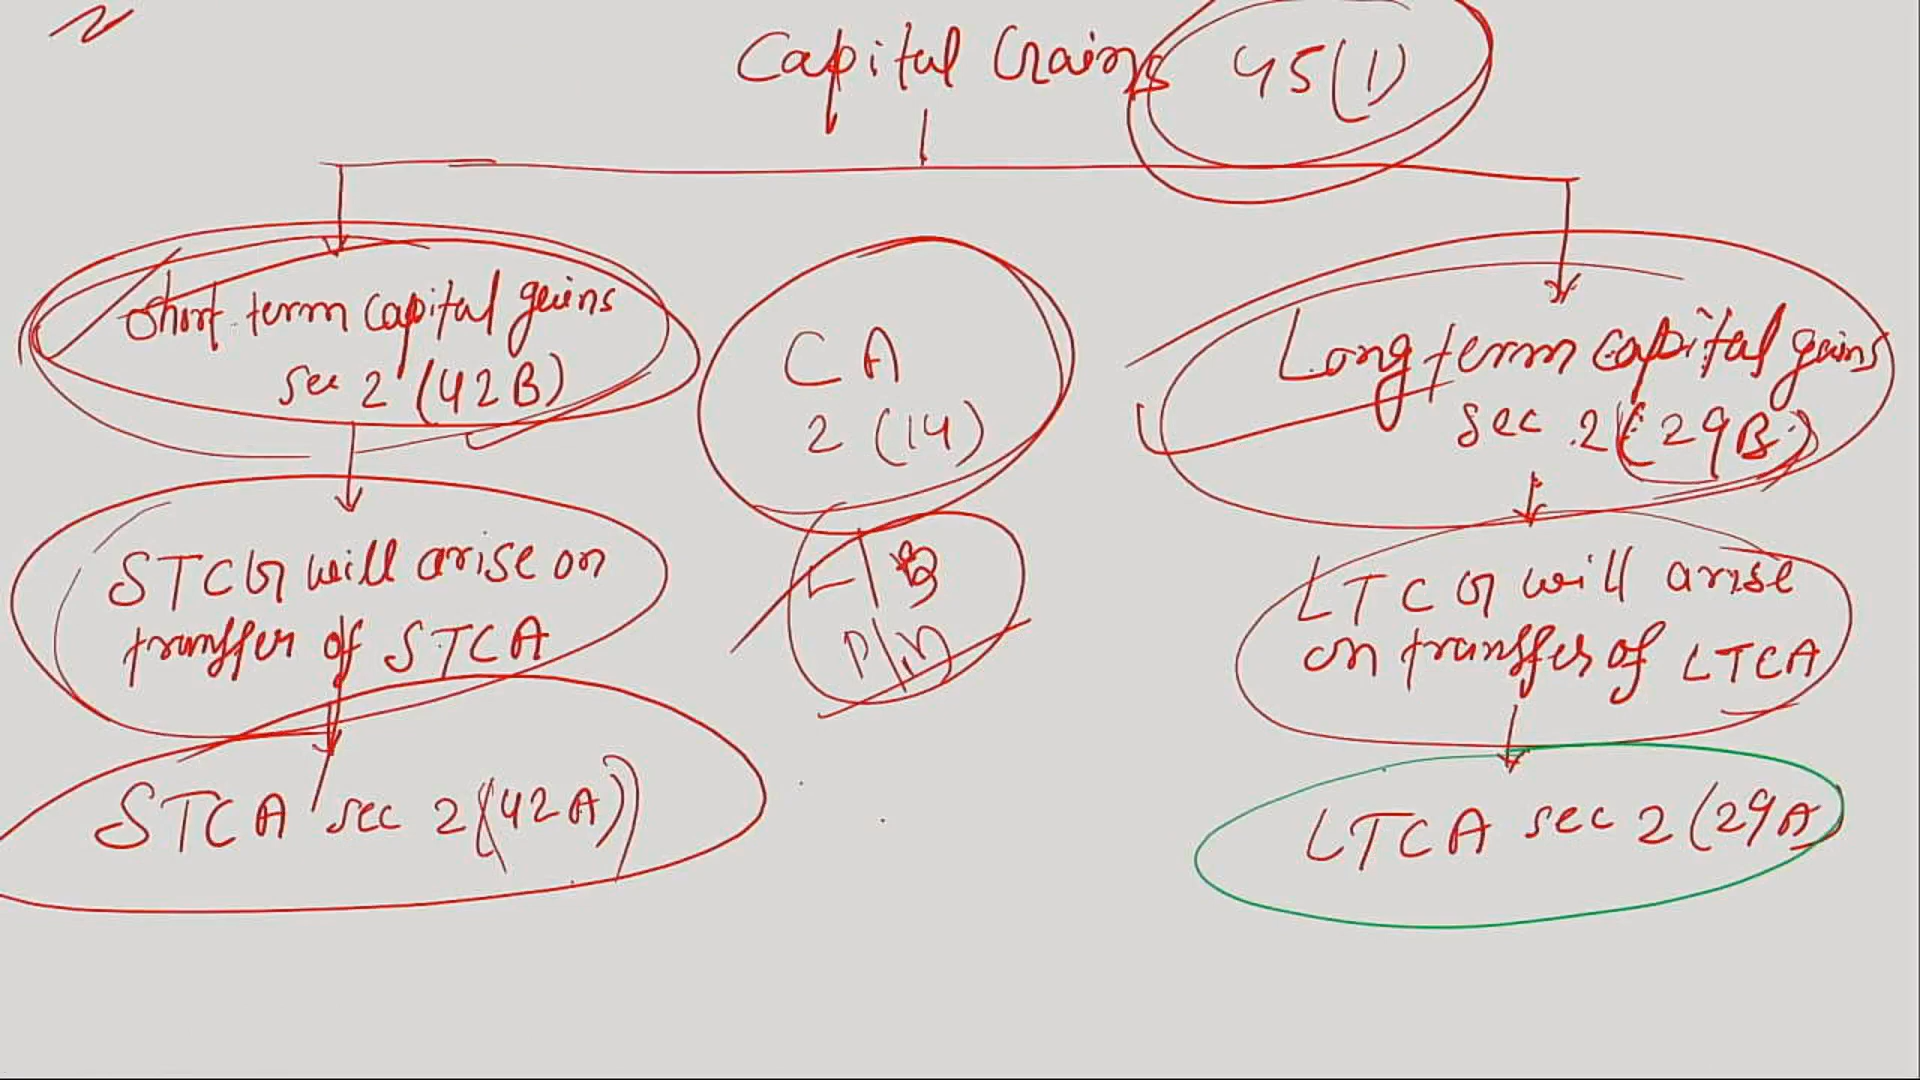 Capital Gains 45(1)
Short term capital gains
sec 2 (42B)
STCG will arise on
transfer of STCA
STCA sec 2(42A)
CA
2 (14)
P/N
Long term capital gains
sec 2(29B)
LTCG will arise
on transfer of LTCA
LTCA sec 2 (29A)